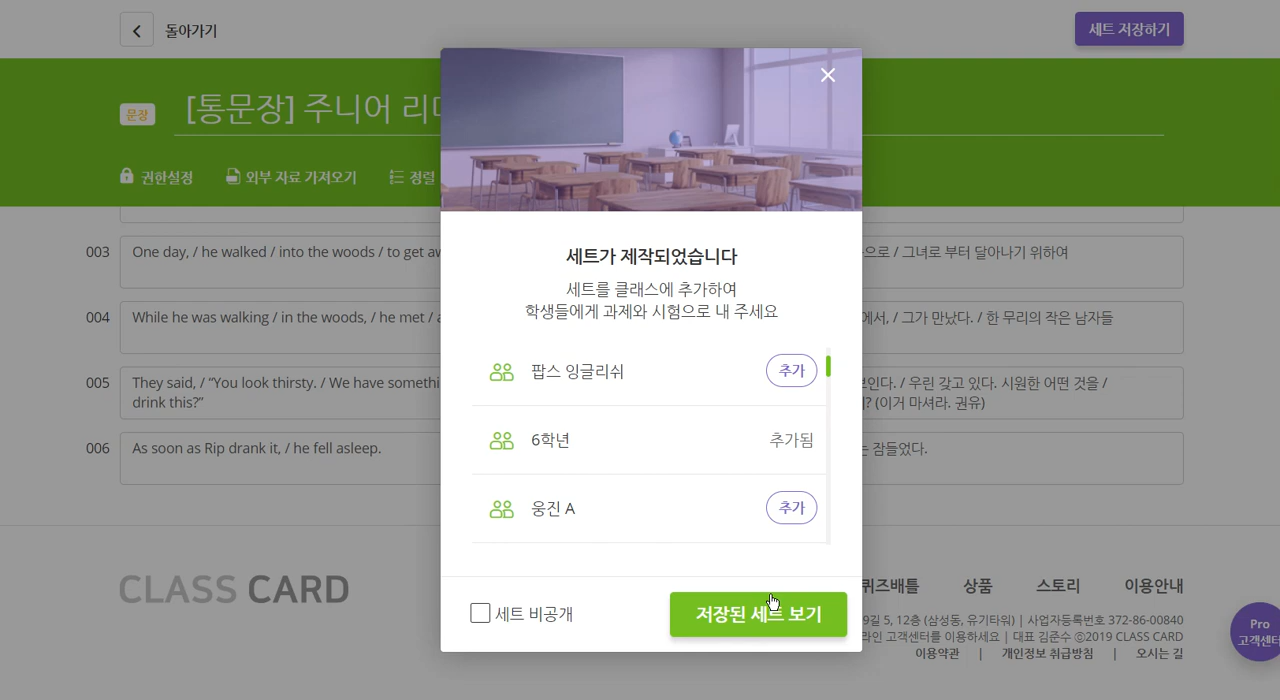 돌아가기
세트 저장하기
문장
[통문장] 주니어 리
권한설정
외부 자료 가져오기
정렬
003
One day, / he walked / into the woods / to get
으로 / 그녀로 부터 달아나기 위하여
004
While he was walking / in the woods, / he met /
에서, / 그가 만났다. / 한 무리의 작은 남자들
005
They said, / “You look thirsty. / We have
drink this?”
보인다. / 우린 갖고 있다. 시원한 어떤 것을 /
? (이거 마셔라. 권유)
006
As soon as Rip drank it, / he fell asleep.
잠들었다.
세트가 제작되었습니다
세트를 클래스에 추가하여
학생들에게 과제와 시험으로 내 주세요
팝스 잉글리쉬
추가
6학년
추가됨
웅진 A
추가
세트 비공개
저장된 세트 보기
CLASS CARD
퀴즈배틀
상품
스토리
이용안내
9길 5, 12층 (삼성동, 유기타워) | 사업자등록번호 372-86-00840
라인 고객센터를 이용하세요 | 대표 김준수 ⓒ2019 CLASS CARD
이용약관 | 개인정보 취급방침 | 오시는 길
Pro
고객센터